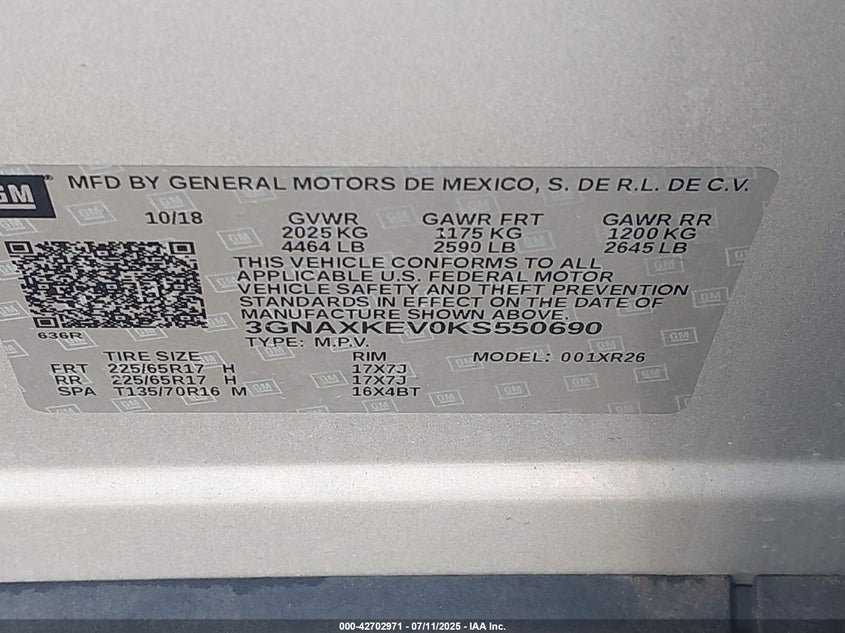 GM
MFD BY GENERAL MOTORS DE MEXICO, S. DE R.L. DE C.V.
10/18 GVWR GAWR FRT GAWR RR
2025 KG 1175 KG 1200 KG
4464 LB 2590 LB 2645 LB
THIS VEHICLE CONFORMS TO ALL
APPLICABLE U.S. FEDERAL MOTOR
VEHICLE SAFETY AND THEFT PREVENTION
STANDARDS IN EFFECT ON THE DATE OF
MANUFACTURE SHOWN ABOVE.
636R 3GNAXKEV0KS550690
TYPE: M.P.V.
TIRE SIZE RIM MODEL: 001XR26
FRT 225/65R17 H 17X7J
RR 225/65R17 H 17X7J
SPA T135/70R16 M 16X4BT
000-42702971 - 07/11/2025 - IAA Inc.